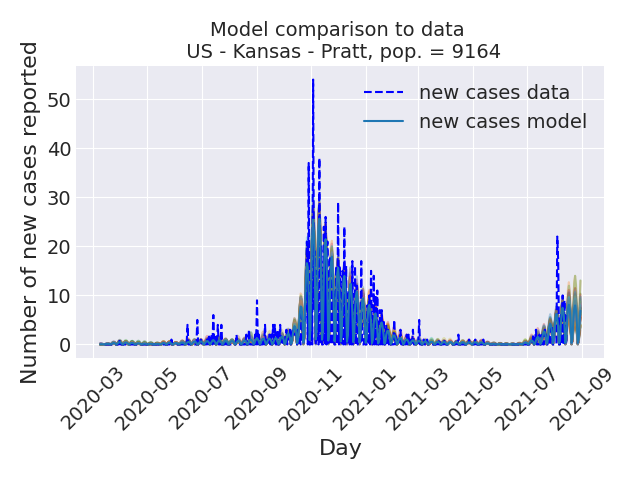 Model comparison to data
US - Kansas - Pratt, pop. = 9164
Number of new cases reported
50
40
30
20
10
0
new cases data
new cases model
2020-03
2020-05
2020-07
2020-09
2020-11
2021-01
2021-03
2021-05
2021-07
2021-09
Day